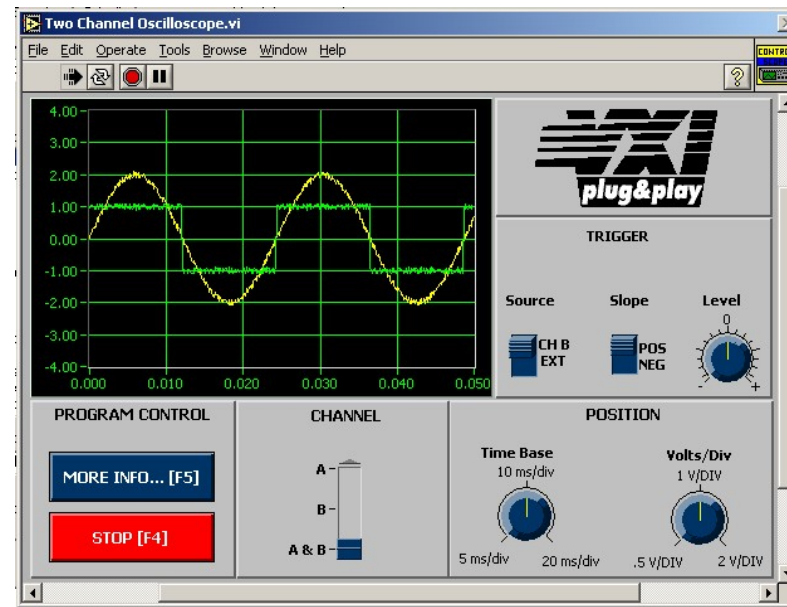 Two Channel Oscilloscope.vi
File Edit Operate Tools Browse Window Help
4.00
3.00
2.00
1.00
0.00
-1.00
-2.00
-3.00
-4.00
0.000 0.010 0.020 0.030 0.040 0.050
VXI
plug&play
TRIGGER
Source Slope Level
0
CH B
EXT
POS
NEG
- +
PROGRAM CONTROL
MORE INFO... [F5]
STOP [F4]
CHANNEL
A
B
A & B
POSITION
Time Base
10 ms/div
5 ms/div 20 ms/div
Volts/Div
1 V/DIV
.5 V/DIV 2 V/DIV